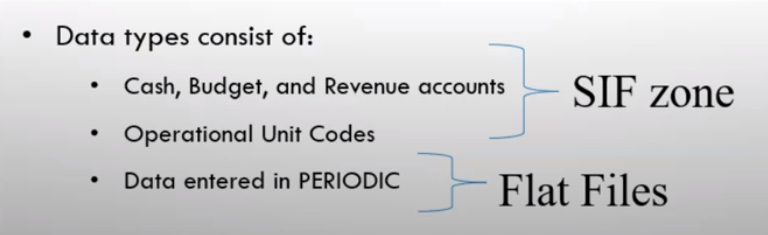 • Data types consist of:
• Cash, Budget, and Revenue accounts
• Operational Unit Codes
SIF zone
• Data entered in PERIODIC
Flat Files